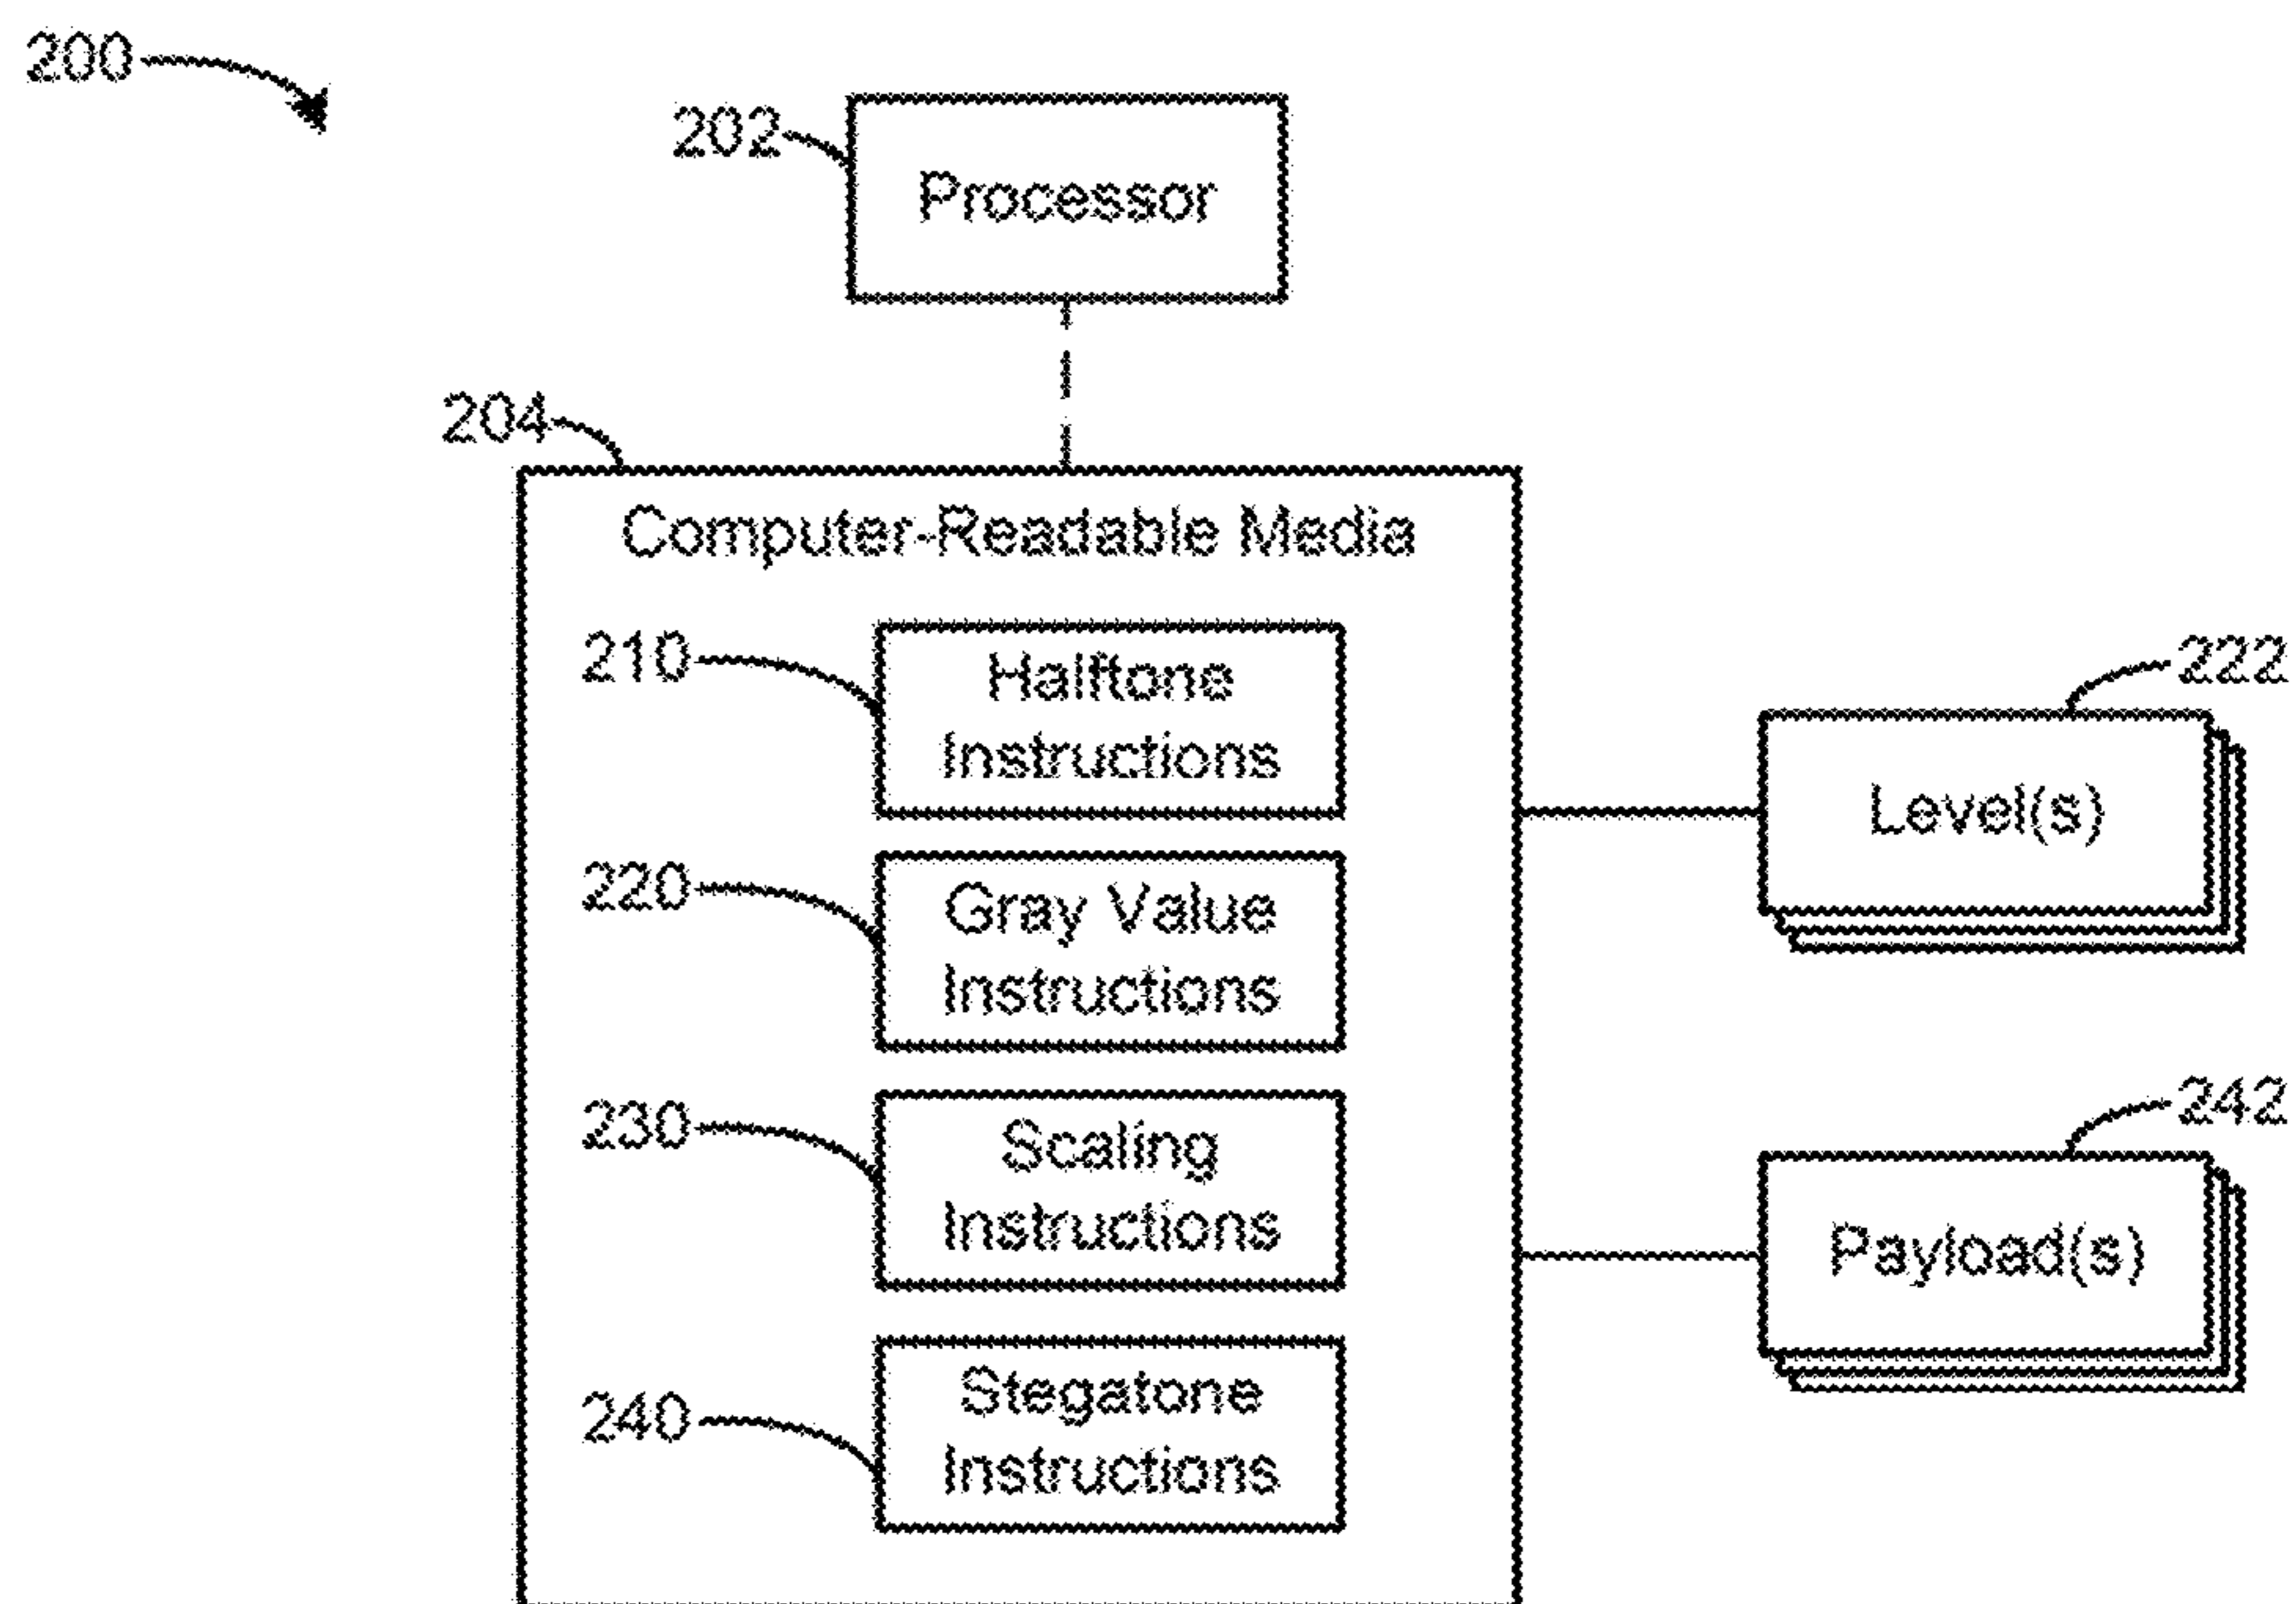 200
202
Processor
204
Computer-Readable Media
210
Halftone
Instructions
222
Level(s)
220
Gray Value
Instructions
230
Scaling
Instructions
242
Payload(s)
240
Stegatone
Instructions